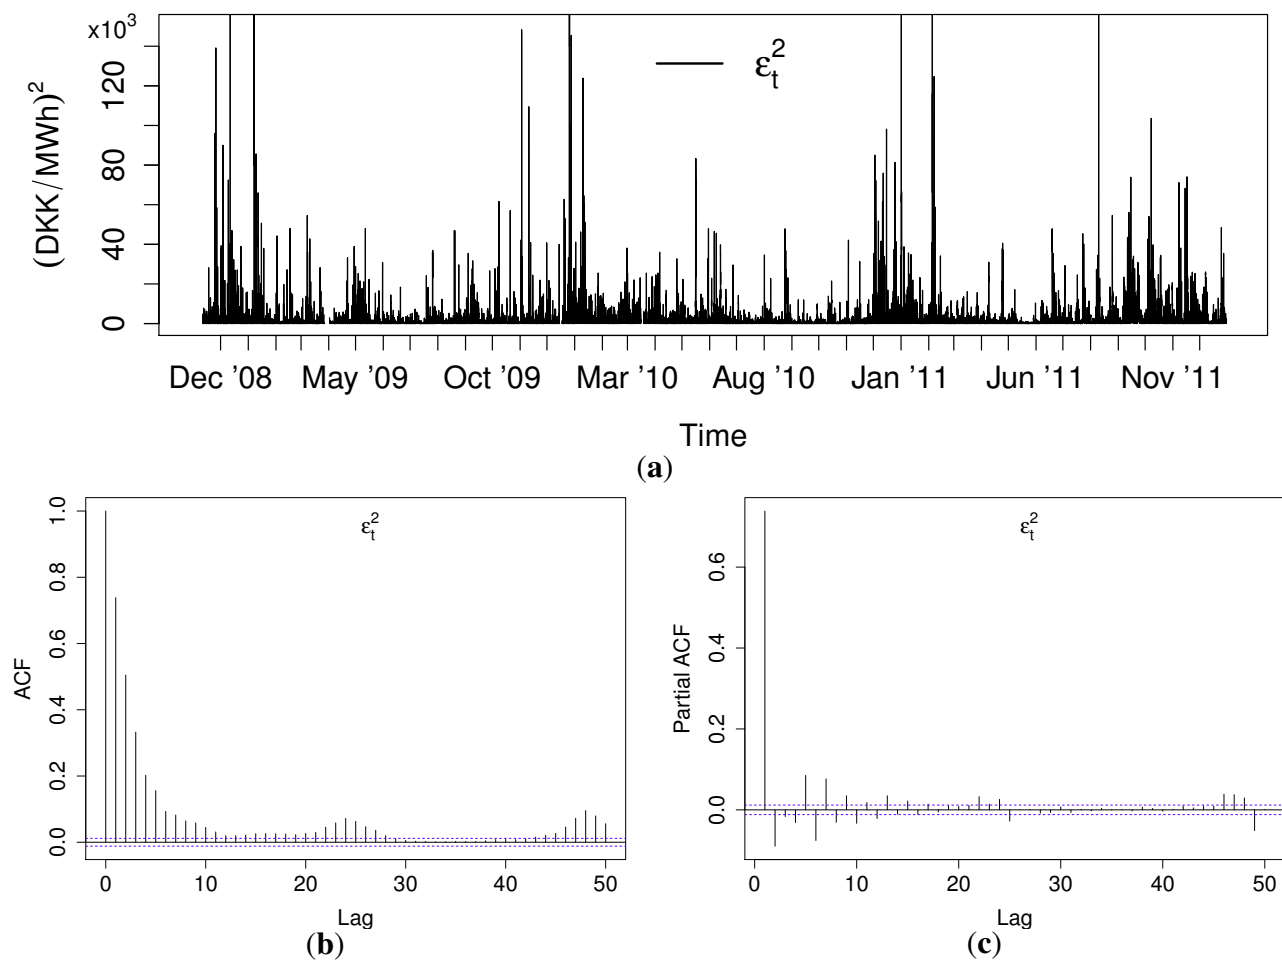 x10³
(DKK/MWh)²
120
80
40
0
εₜ²
Dec '08 May '09 Oct '09 Mar '10 Aug '10 Jan '11 Jun '11 Nov '11
Time
(a)
ACF
1.0
0.8
0.6
0.4
0.2
0.0
εₜ²
0 10 20 30 40 50
Lag
(b)
Partial ACF
0.6
0.4
0.2
0.0
εₜ²
0 10 20 30 40 50
Lag
(c)